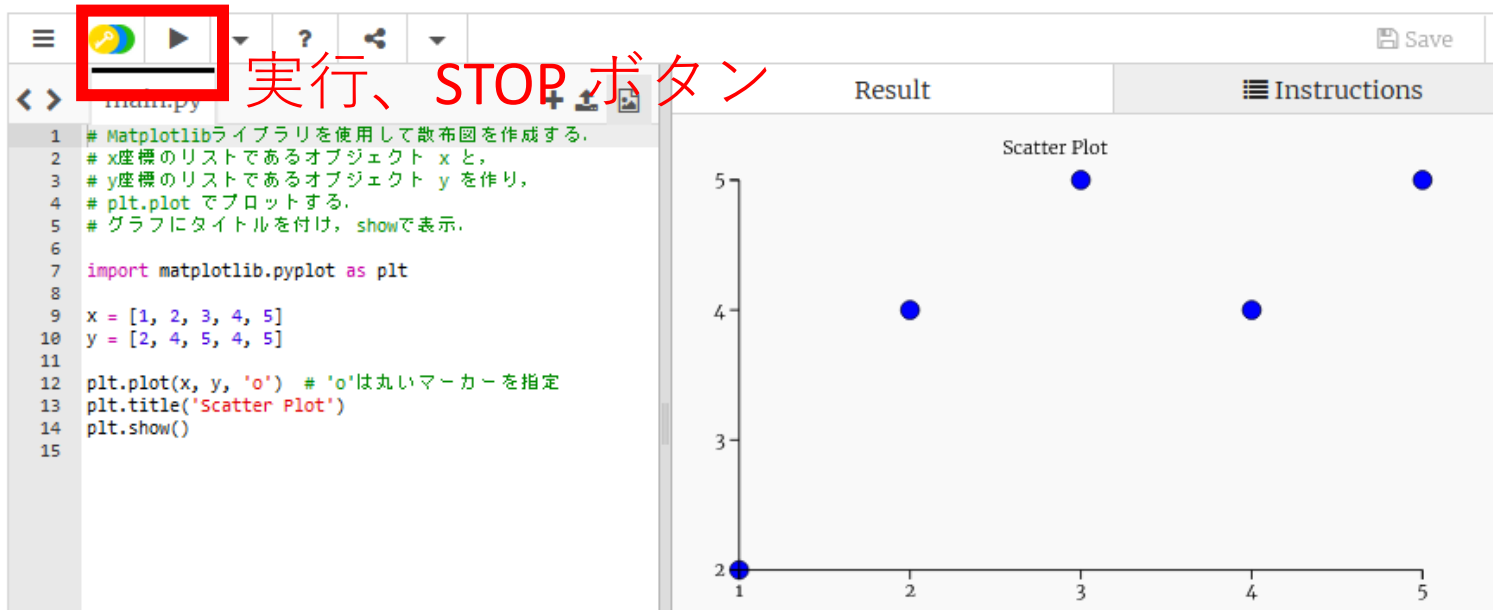 ?
Save
実行、STOP ボタン
main.py
Result
Instructions
1 # Matplotlibライブラリを使用して散布図を作成する.
2 # x座標のリストであるオブジェクト x と,
3 # y座標のリストであるオブジェクト y を作り,
4 # plt.plot でプロットする.
5 # グラフにタイトルを付け, showで表示.
6
7 import matplotlib.pyplot as plt
8
9 x = [1, 2, 3, 4, 5]
10 y = [2, 4, 5, 4, 5]
11
12 plt.plot(x, y, 'o') # 'o'は丸いマーカーを指定
13 plt.title('Scatter Plot')
14 plt.show()
15
Scatter Plot
5
4
3
2
1 2 3 4 5